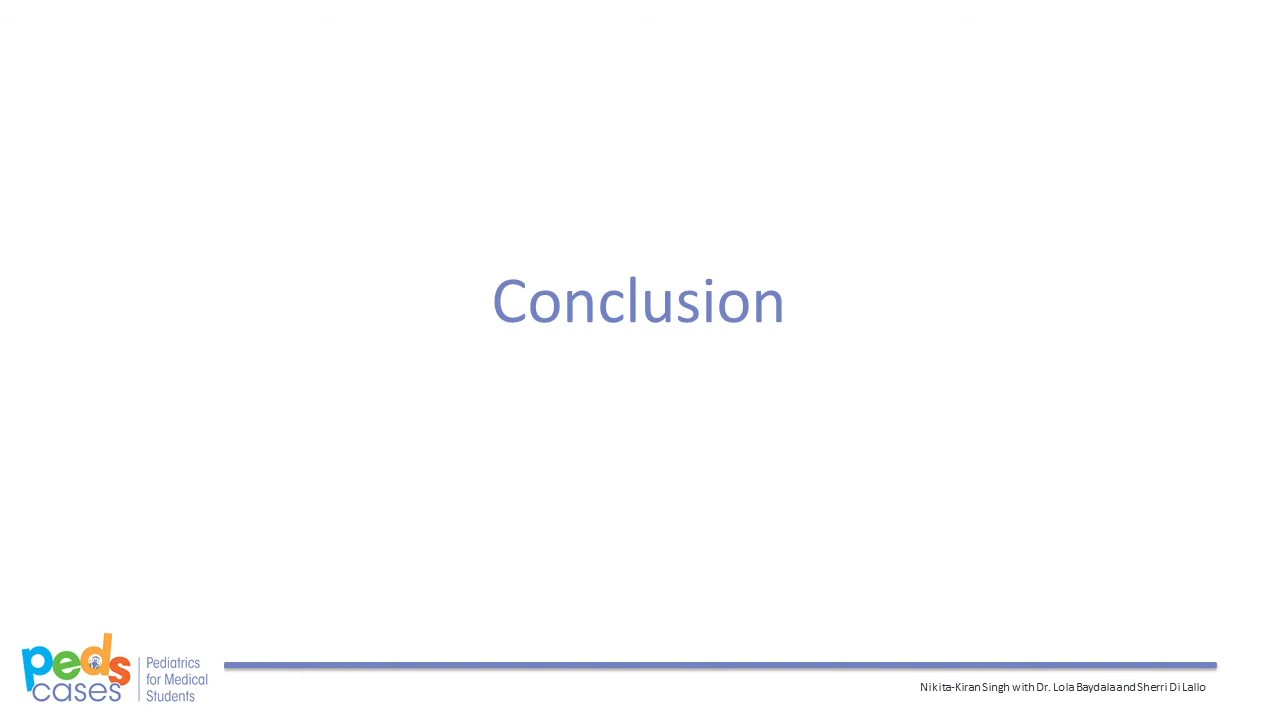 Conclusion
peds
cases
Pediatrics
for Medical
Students
Nikita-Kiran Singh with Dr. Lola Baydala and Sherri Di Lallo